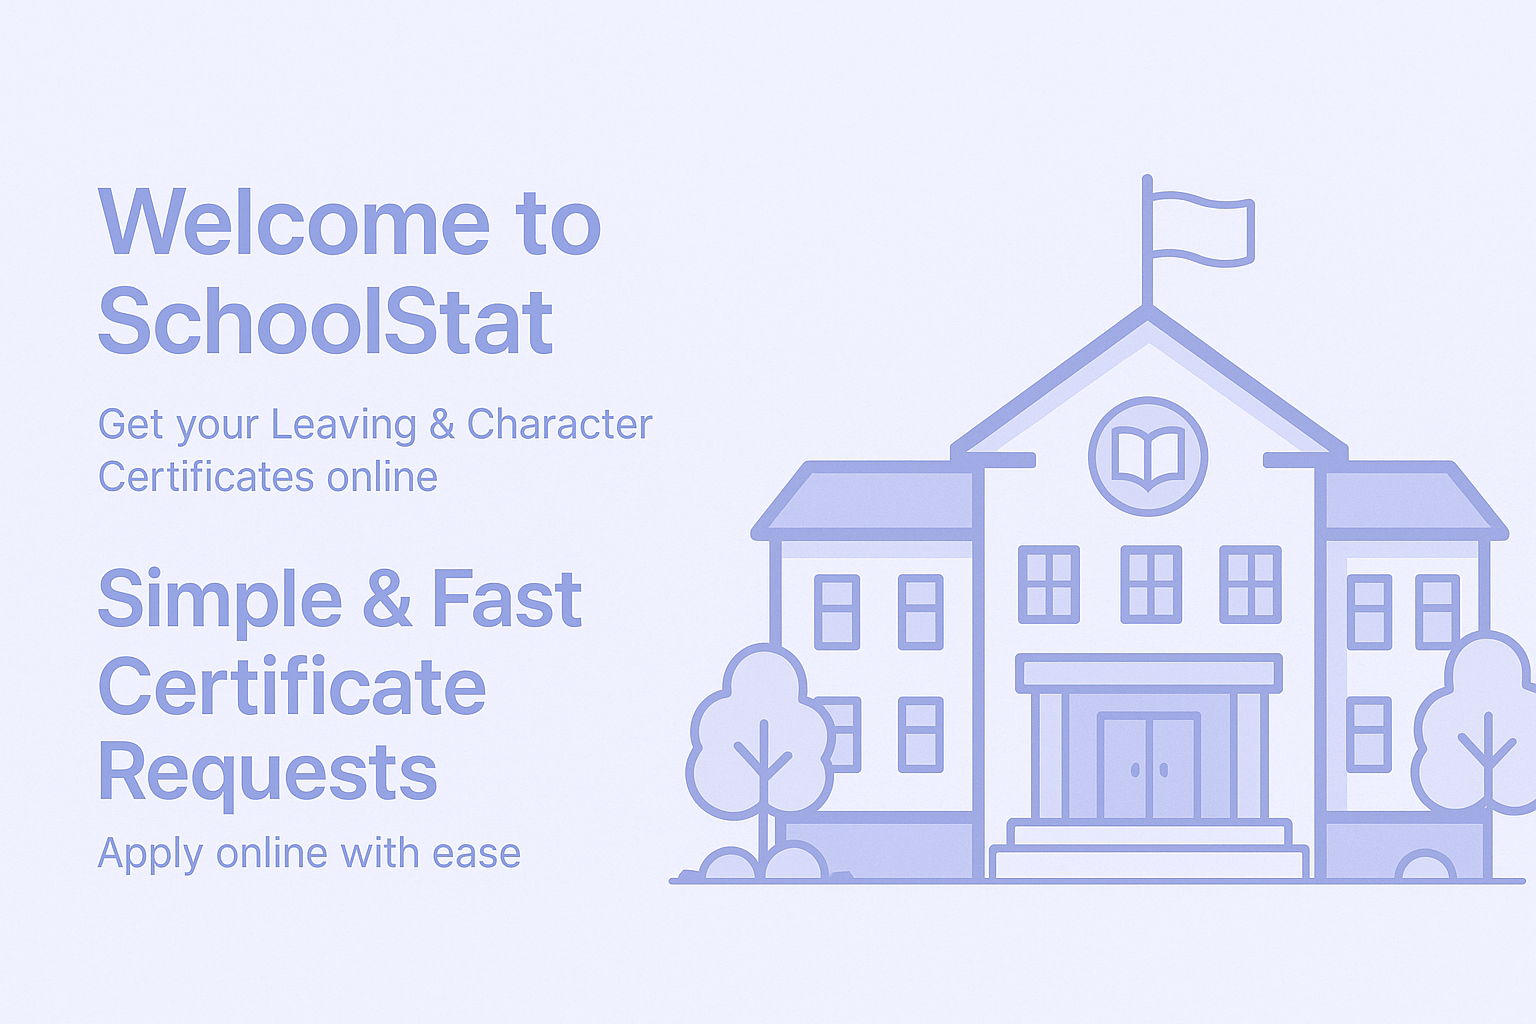 Welcome to
SchoolStat
Get your Leaving & Character
Certificates online
Simple & Fast
Certificate
Requests
Apply online with ease